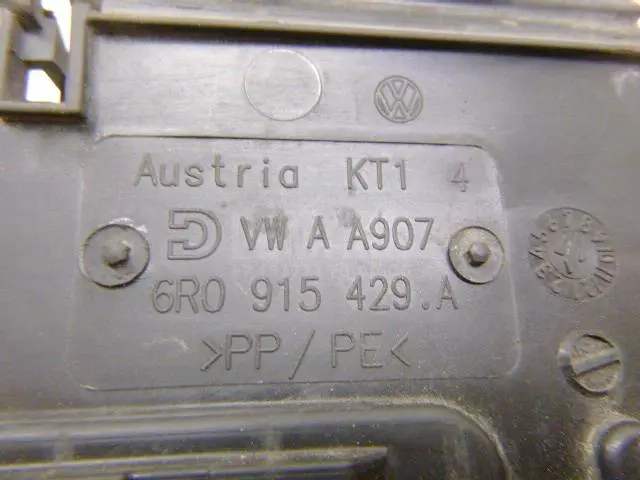 Austria KT1 4
D VW A A907
6R0 915 429.A
>PP/PE<